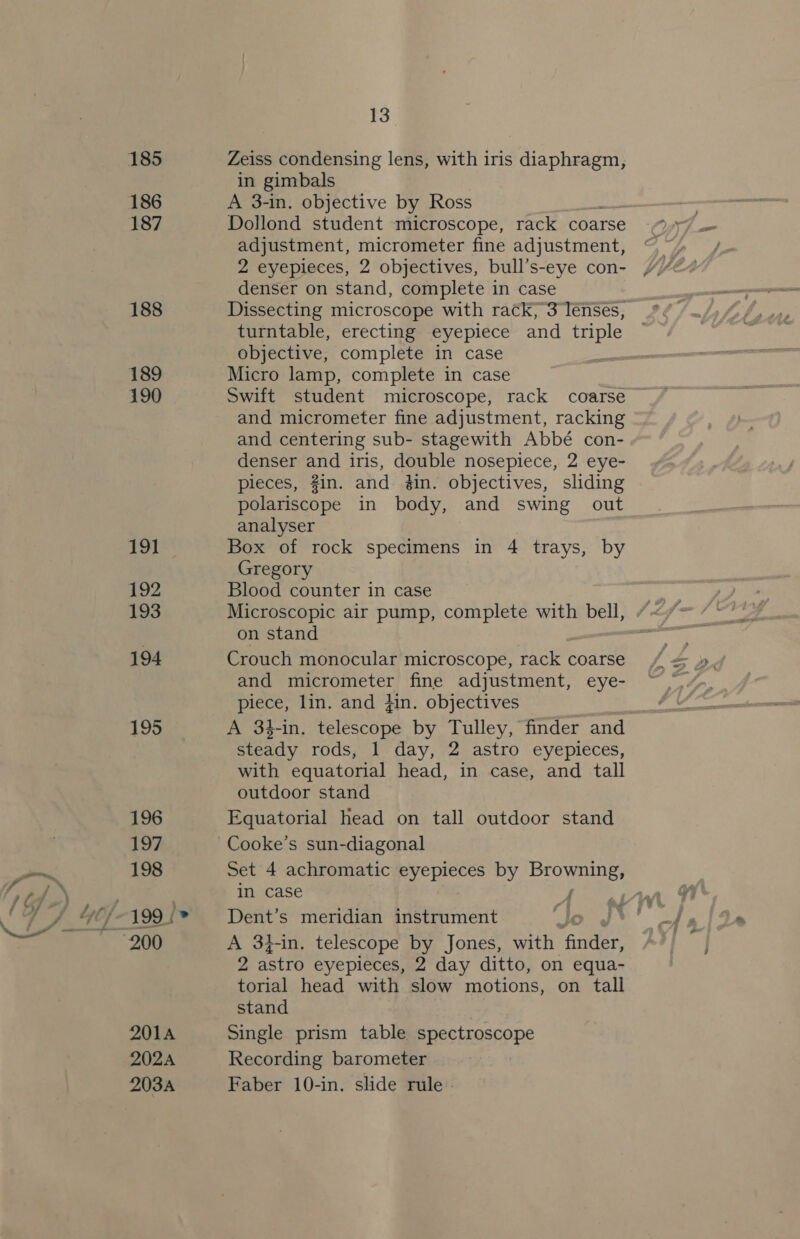 13
185 Zeiss condensing lens, with iris diaphragm,
in gimbals
186 A 3-in. objective by Ross
187 Dollond student microscope, rack coarse
adjustment, micrometer fine adjustment,
2 eyepieces, 2 objectives, bull's-eye con-
denser on stand, complete in case
188 Dissecting microscope with rack, 3 lenses,
turntable, erecting eyepiece and triple
objective, complete in case
189 Micro lamp, complete in case
190 Swift student microscope, rack coarse
and micrometer fine adjustment, racking
and centering sub- stagewith Abbé con-
denser and iris, double nosepiece, 2 eye-
pieces, in. and in. objectives, sliding
polariscope in body, and swing out
analyser
191 Box of rock specimens in 4 trays, by
Gregory
192 Blood counter in case
193 Microscopic air pump, complete with bell,
on stand
194 Crouch monocular microscope, rack coarse
and micrometer fine adjustment, eye-
piece, 1in. and in. objectives
195 A 3¼-in. telescope by Tulley, finder and
steady rods, 1 day, 2 astro eyepieces,
with equatorial head, in case, and tall
outdoor stand
196 Equatorial head on tall outdoor stand
197 Cooke's sun-diagonal
198 Set 4 achromatic eyepieces by Browning,
in case
199 Dent's meridian instrument
200 A 3¼-in. telescope by Jones, with finder,
2 astro eyepieces, 2 day ditto, on equa-
torial head with slow motions, on tall
stand
201A Single prism table spectroscope
202A Recording barometer
203A Faber 10-in. slide rule